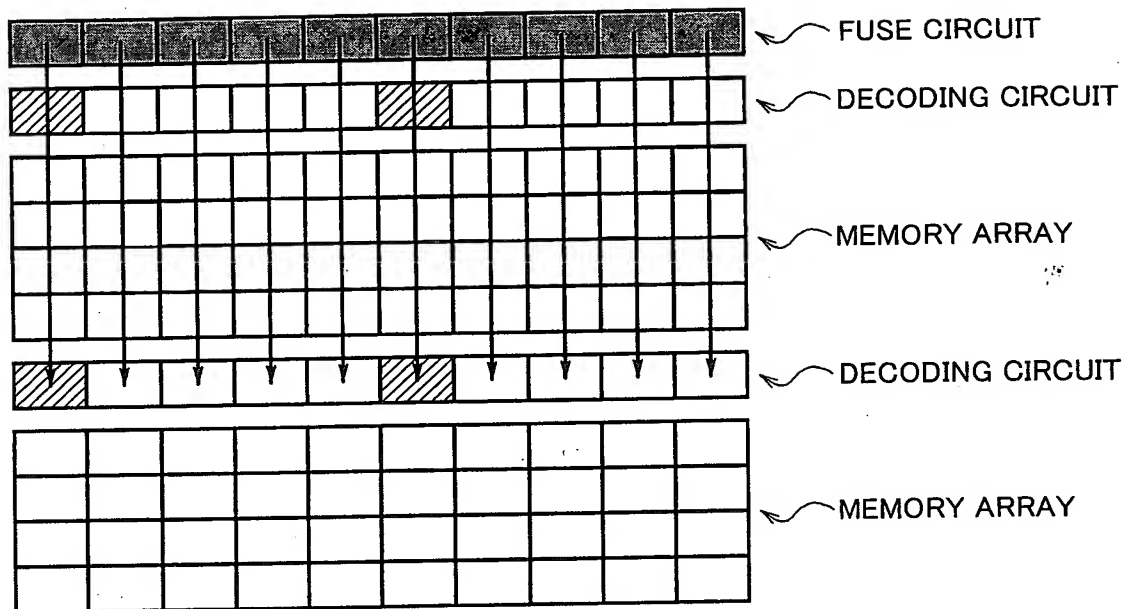 FUSE CIRCUIT
DECODING CIRCUIT
MEMORY ARRAY
DECODING CIRCUIT
MEMORY ARRAY